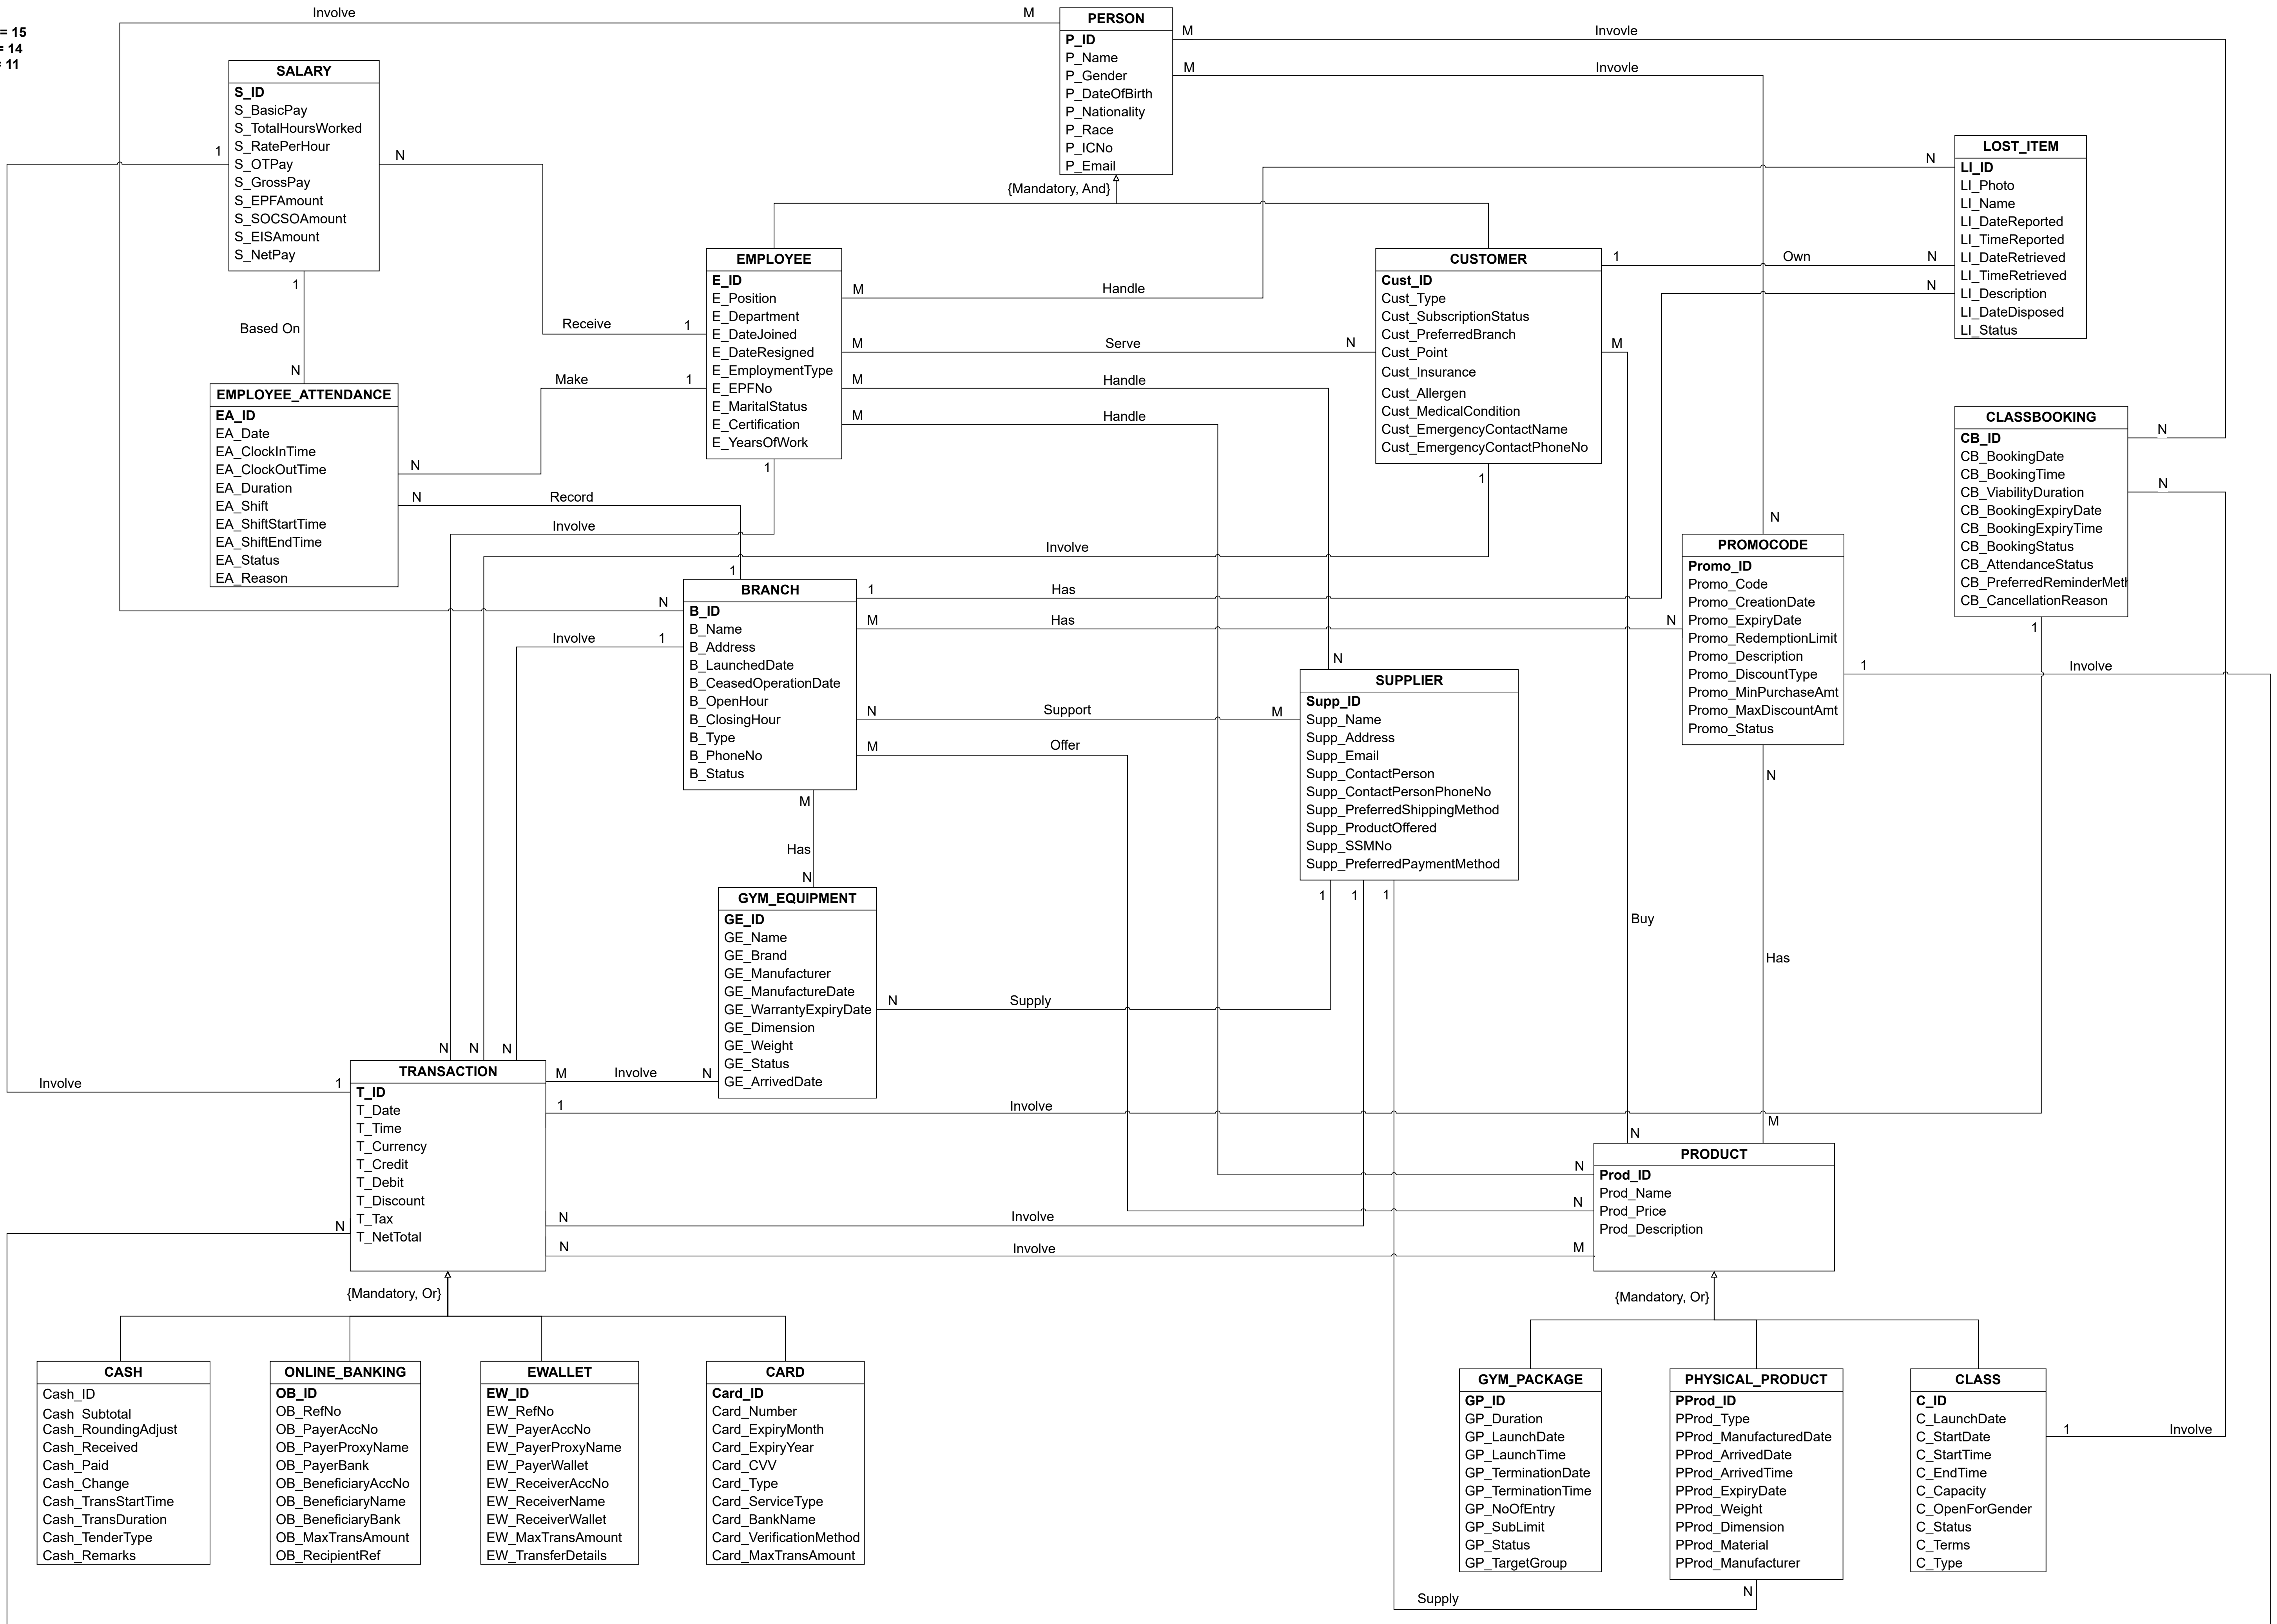 = 15
= 14
= 11
Involve
M
PERSON
P_ID
P_Name
P_Gender
P_DateOfBirth
P_Nationality
P_Race
P_ICNo
P_Email
M
Invovle
M
Invovle
{Mandatory, And}
SALARY
S_ID
S_BasicPay
S_TotalHoursWorked
S_RatePerHour
S_OTPay
S_GrossPay
S_EPFAmount
S_SOCSOAmount
S_EISAmount
S_NetPay
1
N
1
Based On
N
Receive
1
Make
1
EMPLOYEE
E_ID
E_Position
E_Department
E_DateJoined
E_DateResigned
E_EmploymentType
E_EPFNo
E_MaritalStatus
E_Certification
E_YearsOfWork
M
Handle
N
M
Serve
N
M
Handle
M
Handle
1
CUSTOMER
Cust_ID
Cust_Type
Cust_SubscriptionStatus
Cust_PreferredBranch
Cust_Point
Cust_Insurance
Cust_Allergen
Cust_MedicalCondition
Cust_EmergencyContactName
Cust_EmergencyContactPhoneNo
1
Own
N
M
N
1
LOST_ITEM
LI_ID
LI_Photo
LI_Name
LI_DateReported
LI_TimeReported
LI_DateRetrieved
LI_TimeRetrieved
LI_Description
LI_DateDisposed
LI_Status
EMPLOYEE_ATTENDANCE
EA_ID
EA_Date
EA_ClockInTime
EA_ClockOutTime
EA_Duration
EA_Shift
EA_ShiftStartTime
EA_ShiftEndTime
EA_Status
EA_Reason
N
N
Record
Involve
Involve
1
CLASSBOOKING
CB_ID
CB_BookingDate
CB_BookingTime
CB_ViabilityDuration
CB_BookingExpiryDate
CB_BookingExpiryTime
CB_BookingStatus
CB_AttendanceStatus
CB_PreferredReminderMeth
CB_CancellationReason
N
N
1
N
PROMOCODE
Promo_ID
Promo_Code
Promo_CreationDate
Promo_ExpiryDate
Promo_RedemptionLimit
Promo_Description
Promo_DiscountType
Promo_MinPurchaseAmt
Promo_MaxDiscountAmt
Promo_Status
1
Involve
N
BRANCH
B_ID
B_Name
B_Address
B_LaunchedDate
B_CeasedOperationDate
B_OpenHour
B_ClosingHour
B_Type
B_PhoneNo
B_Status
N
Involve
1
1
Has
M
Has
N
N
Support
M
M
Offer
M
Has
N
N
SUPPLIER
Supp_ID
Supp_Name
Supp_Address
Supp_Email
Supp_ContactPerson
Supp_ContactPersonPhoneNo
Supp_PreferredShippingMethod
Supp_ProductOffered
Supp_SSMNo
Supp_PreferredPaymentMethod
1
1
1
Buy
Has
GYM_EQUIPMENT
GE_ID
GE_Name
GE_Brand
GE_Manufacturer
GE_ManufactureDate
GE_WarrantyExpiryDate
GE_Dimension
GE_Weight
GE_Status
GE_ArrivedDate
N
Supply
N
N
N
Involve
1
TRANSACTION
T_ID
T_Date
T_Time
T_Currency
T_Credit
T_Debit
T_Discount
T_Tax
T_NetTotal
M
Involve
N
1
Involve
N
N
Involve
N
Involve
M
N
M
N
N
PRODUCT
Prod_ID
Prod_Name
Prod_Price
Prod_Description
{Mandatory, Or}
{Mandatory, Or}
CASH
Cash_ID
Cash_Subtotal
Cash_RoundingAdjust
Cash_Received
Cash_Paid
Cash_Change
Cash_TransStartTime
Cash_TransDuration
Cash_TenderType
Cash_Remarks
ONLINE_BANKING
OB_ID
OB_RefNo
OB_PayerAccNo
OB_PayerProxyName
OB_PayerBank
OB_BeneficiaryAccNo
OB_BeneficiaryName
OB_BeneficiaryBank
OB_MaxTransAmount
OB_RecipientRef
EWALLET
EW_ID
EW_RefNo
EW_PayerAccNo
EW_PayerProxyName
EW_PayerWallet
EW_ReceiverAccNo
EW_ReceiverName
EW_ReceiverWallet
EW_MaxTransAmount
EW_TransferDetails
CARD
Card_ID
Card_Number
Card_ExpiryMonth
Card_ExpiryYear
Card_CVV
Card_Type
Card_ServiceType
Card_BankName
Card_VerificationMethod
Card_MaxTransAmount
GYM_PACKAGE
GP_ID
GP_Duration
GP_LaunchDate
GP_LaunchTime
GP_TerminationDate
GP_TerminationTime
GP_NoOfEntry
GP_SubLimit
GP_Status
GP_TargetGroup
PHYSICAL_PRODUCT
PProd_ID
PProd_Type
PProd_ManufacturedDate
PProd_ArrivedDate
PProd_ArrivedTime
PProd_ExpiryDate
PProd_Weight
PProd_Dimension
PProd_Material
PProd_Manufacturer
CLASS
C_ID
C_LaunchDate
C_StartDate
C_StartTime
C_EndTime
C_Capacity
C_OpenForGender
C_Status
C_Terms
C_Type
1
Involve
N
Supply